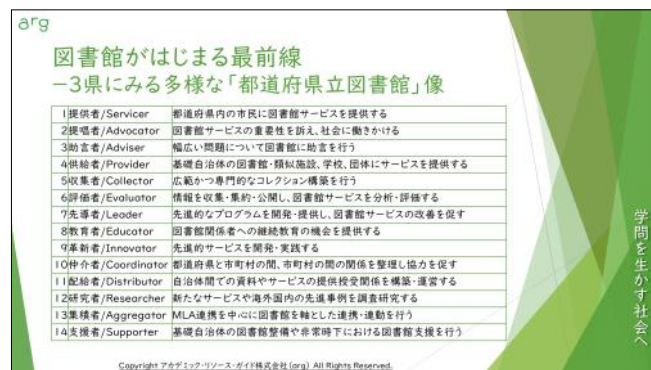 arg
図書館がはじまる最前線
－3県にみる多様な「都道府県立図書館」像
1 提供者/Servicer 都道府県内の市民に図書館サービスを提供する
2 提唱者/Advocator 図書館サービスの重要性を訴え、社会に働きかける
3 助言者/Adviser 幅広い問題について図書館に助言を行う
4 供給者/Provider 基礎自治体の図書館・類似施設、学校、団体にサービスを提供する
5 収集者/Collector 広範かつ専門的なコレクション構築を行う
6 評価者/Evaluator 情報を収集・集約・公開し、図書館サービスを分析・評価する
7 先導者/Leader 先進的なプログラムを開発・提供し、図書館サービスの改善を促す
8 教育者/Educator 図書館関係者への継続教育の機会を提供する
9 革新者/Innovator 先進的サービスを開発・実践する
10 仲介者/Coordinator 都道府県と市町村の間、市町村の間の関係を整理し協力を促す
11 配給者/Distributor 自治体間での資料やサービスの提供授受関係を構築・運営する
12 研究者/Researcher 新たなサービスや海外国内の先進事例を調査研究する
13 集積者/Aggregator MLA連携を中心に図書館を軸とした連携・連動を行う
14 支援者/Supporter 基礎自治体の図書館整備や非常時下における図書館支援を行う
学問を生かす社会へ
Copyright アカデミック・リソース・ガイド株式会社(arg) All Rights Reserved.